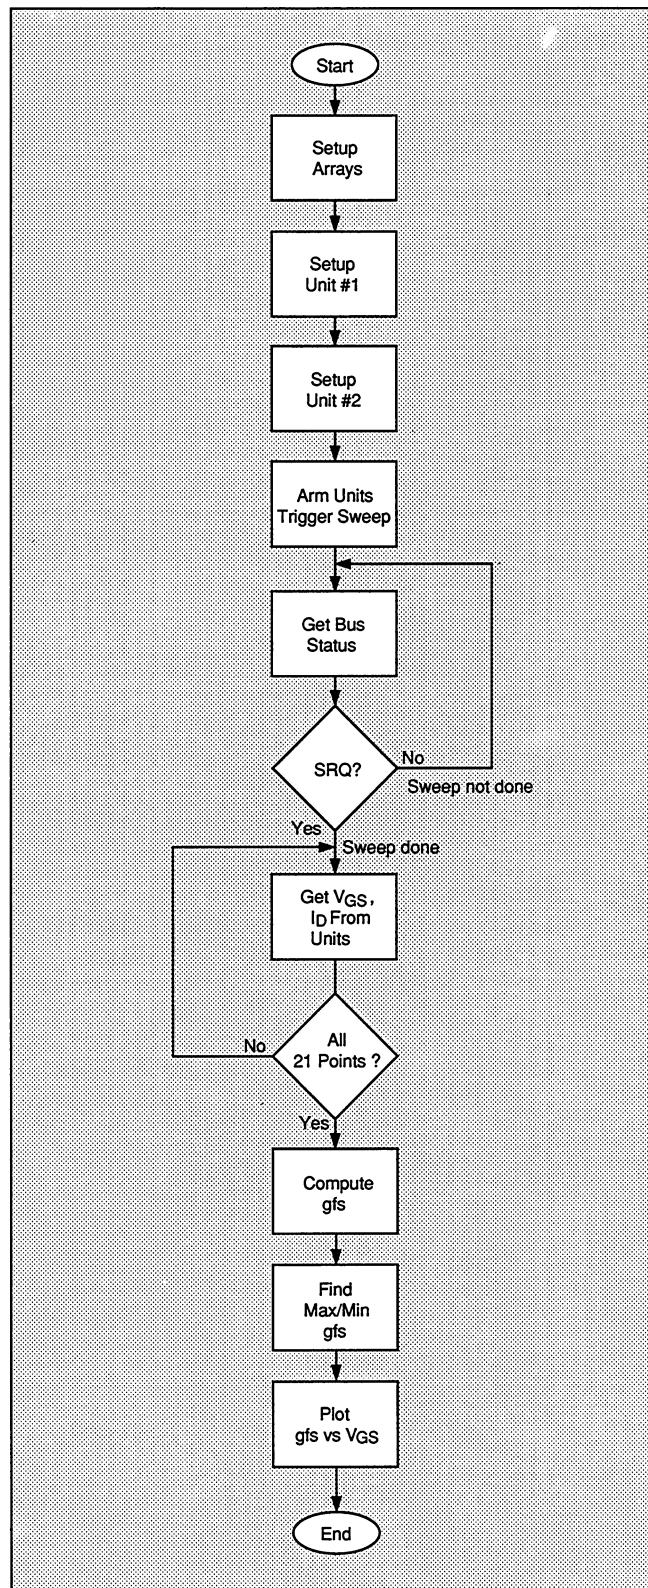 Start
Setup
Arrays
Setup
Unit #1
Setup
Unit #2
Arm Units
Trigger Sweep
Get Bus
Status
SRQ?
No
Sweep not done
Yes
Sweep done
Get VGS,
ID From
Units
All
21 Points ?
No
Yes
Compute
gfs
Find
Max/Min
gfs
Plot
gfs vs VGS
End